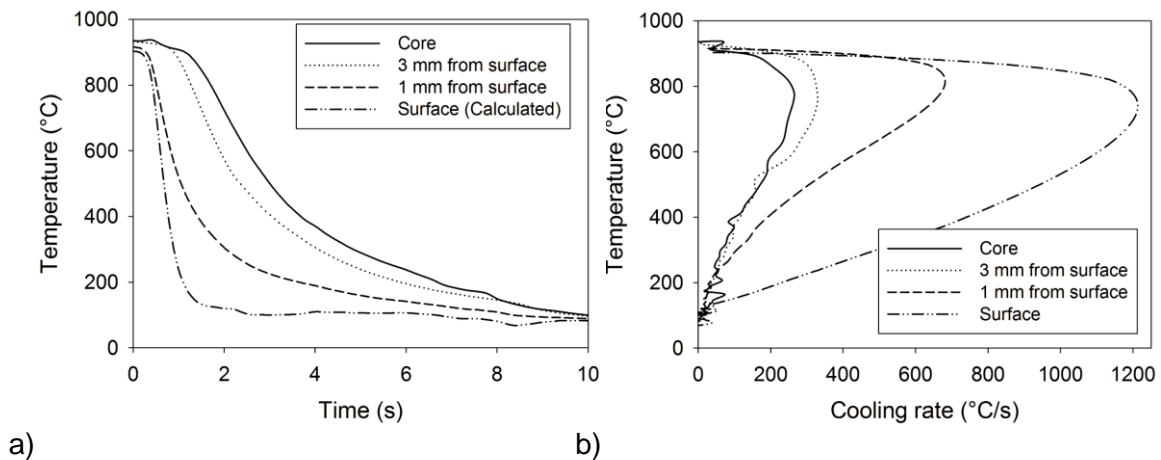 1000
800
600
400
200
0
Temperature (°C)
0 2 4 6 8 10
Time (s)
Core
3 mm from surface
1 mm from surface
Surface (Calculated)
a)
1000
800
600
400
200
0
Temperature (°C)
0 200 400 600 800 1000 1200
Cooling rate (°C/s)
Core
3 mm from surface
1 mm from surface
Surface
b)